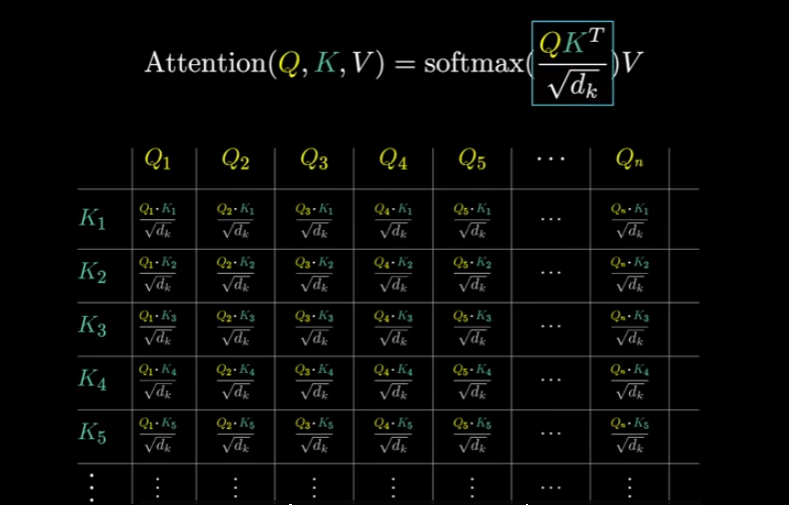 Attention(Q, K, V) = softmax(QK^T / √d_k)V
Q₁ Q₂ Q₃ Q₄ Q₅ ⋯ Qₙ
K₁ Q₁·K₁/√d_k Q₂·K₁/√d_k Q₃·K₁/√d_k Q₄·K₁/√d_k Q₅·K₁/√d_k ⋯ Qₙ·K₁/√d_k
K₂ Q₁·K₂/√d_k Q₂·K₂/√d_k Q₃·K₂/√d_k Q₄·K₂/√d_k Q₅·K₂/√d_k ⋯ Qₙ·K₂/√d_k
K₃ Q₁·K₃/√d_k Q₂·K₃/√d_k Q₃·K₃/√d_k Q₄·K₃/√d_k Q₅·K₃/√d_k ⋯ Qₙ·K₃/√d_k
K₄ Q₁·K₄/√d_k Q₂·K₄/√d_k Q₃·K₄/√d_k Q₄·K₄/√d_k Q₅·K₄/√d_k ⋯ Qₙ·K₄/√d_k
K₅ Q₁·K₅/√d_k Q₂·K₅/√d_k Q₃·K₅/√d_k Q₄·K₅/√d_k Q₅·K₅/√d_k ⋯ Qₙ·K₅/√d_k
⋮ ⋮ ⋮ ⋮ ⋮ ⋮ ⋯ ⋮